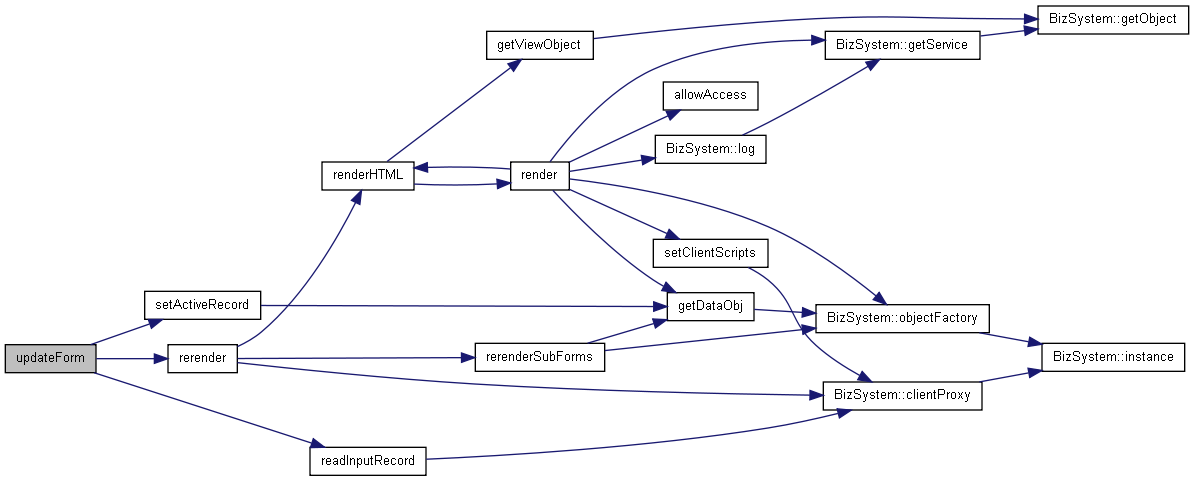 BizSystem::getObject
getViewObject
BizSystem::getService
allowAccess
BizSystem::log
renderHTML
render
setClientScripts
setActiveRecord
getDataObj
BizSystem::objectFactory
updateForm
rerender
rerenderSubForms
BizSystem::instance
BizSystem::clientProxy
readInputRecord